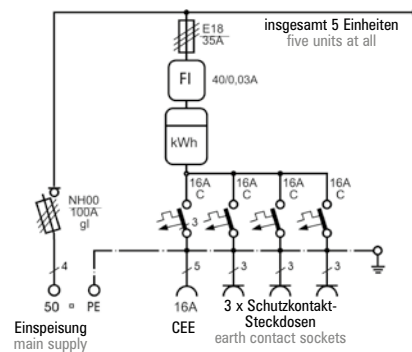 insgesamt 5 Einheiten
five units at all
E18
35A
FI
40/0,03A
kWh
16A
C
16A
C
16A
C
16A
C
NH00
100A
gl
3
4
5
3
3
3
50 ¤
PE
16A
Einspeisung
main supply
CEE
3 x Schutzkontakt-
Steckdosen
earth contact sockets